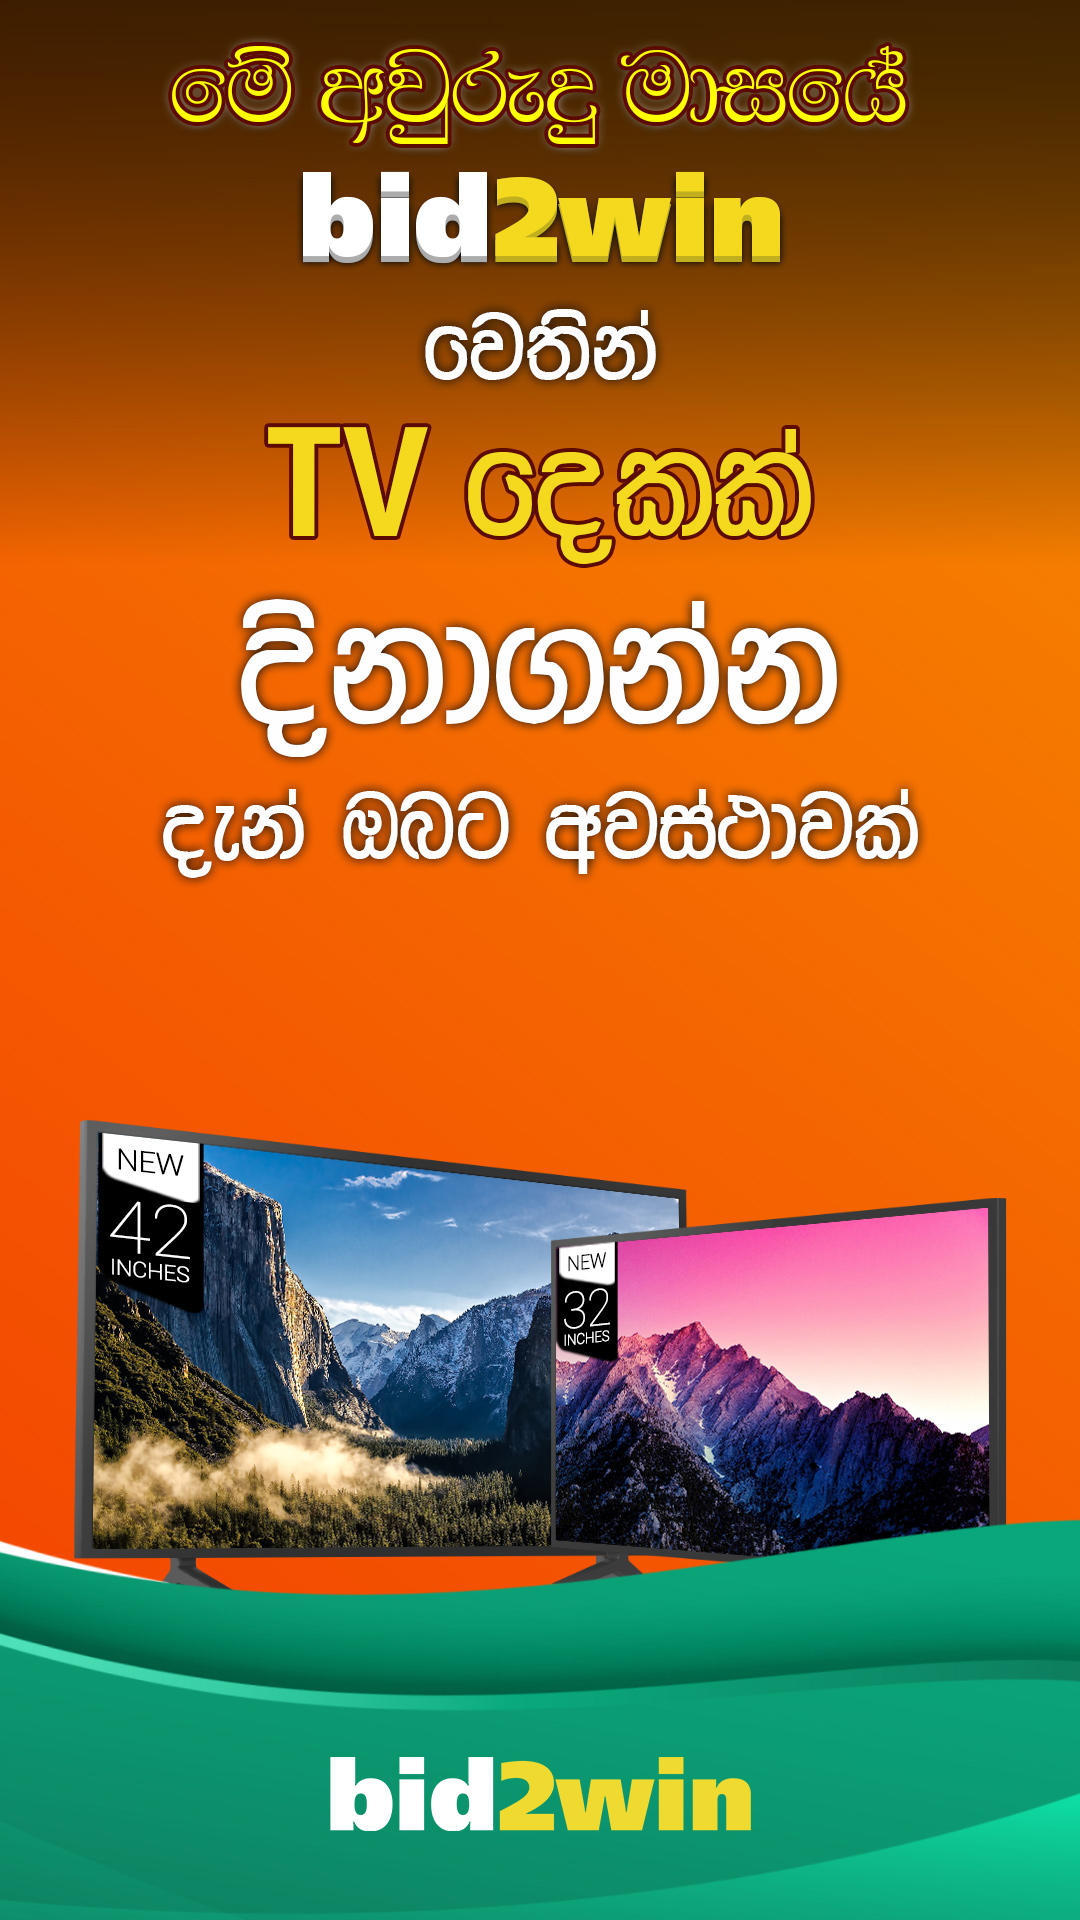 මේ අවුරුදු මාසයේ
bid2win
වෙතින්
TV දෙකක්
දිනාගන්න
දැන් ඔබට අවස්ථාවක්
NEW
42
INCHES
NEW
32
INCHES
bid2win